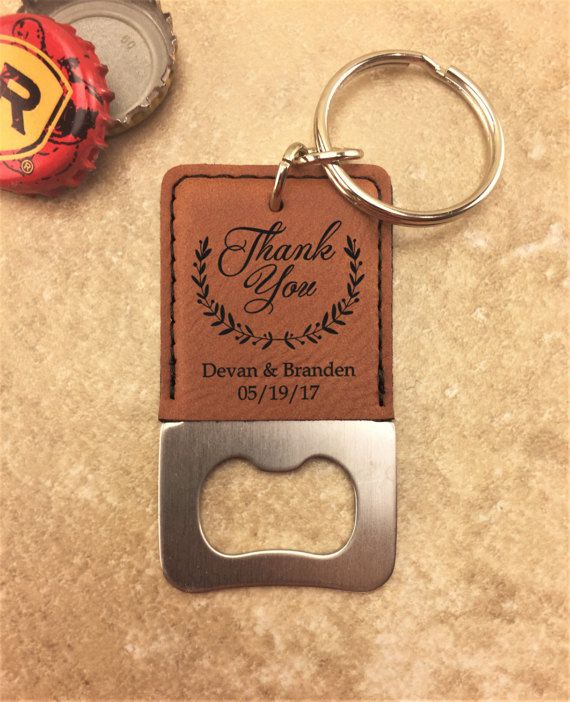 R
®
Thank
You
Devan & Branden
05/19/17